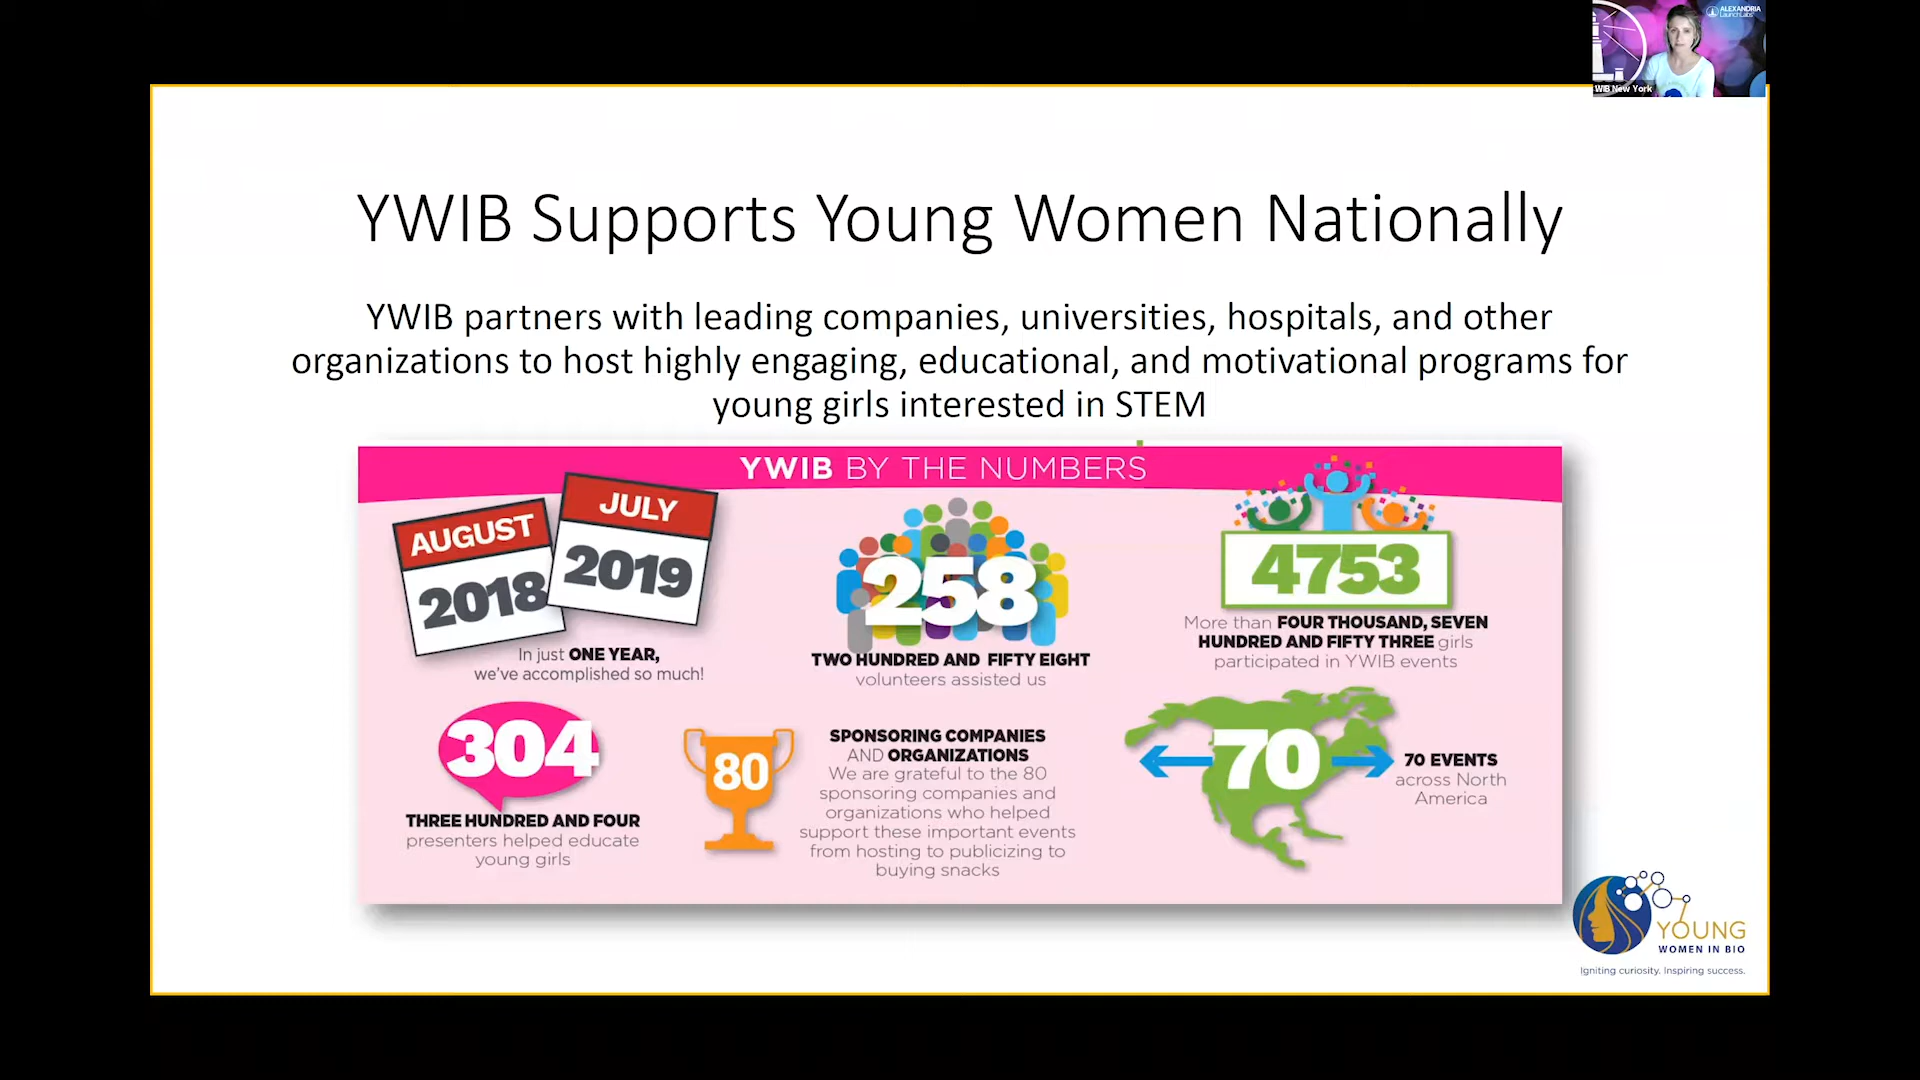 ALEXANDRIA
LaunchLabs
WIB New York
YWIB Supports Young Women Nationally
YWIB partners with leading companies, universities, hospitals, and other
organizations to host highly engaging, educational, and motivational programs for
young girls interested in STEM
YWIB BY THE NUMBERS
AUGUST
2018
JULY
2019
In just ONE YEAR,
we've accomplished so much!
258
TWO HUNDRED AND FIFTY EIGHT
volunteers assisted us
4753
More than FOUR THOUSAND, SEVEN
HUNDRED AND FIFTY THREE girls
participated in YWIB events
304
THREE HUNDRED AND FOUR
presenters helped educate
young girls
80
SPONSORING COMPANIES
AND ORGANIZATIONS
We are grateful to the 80
sponsoring companies and
organizations who helped
support these important events
from hosting to publicizing to
buying snacks
70
70 EVENTS
across North
America
YOUNG
WOMEN IN BIO
Igniting curiosity. Inspiring success.